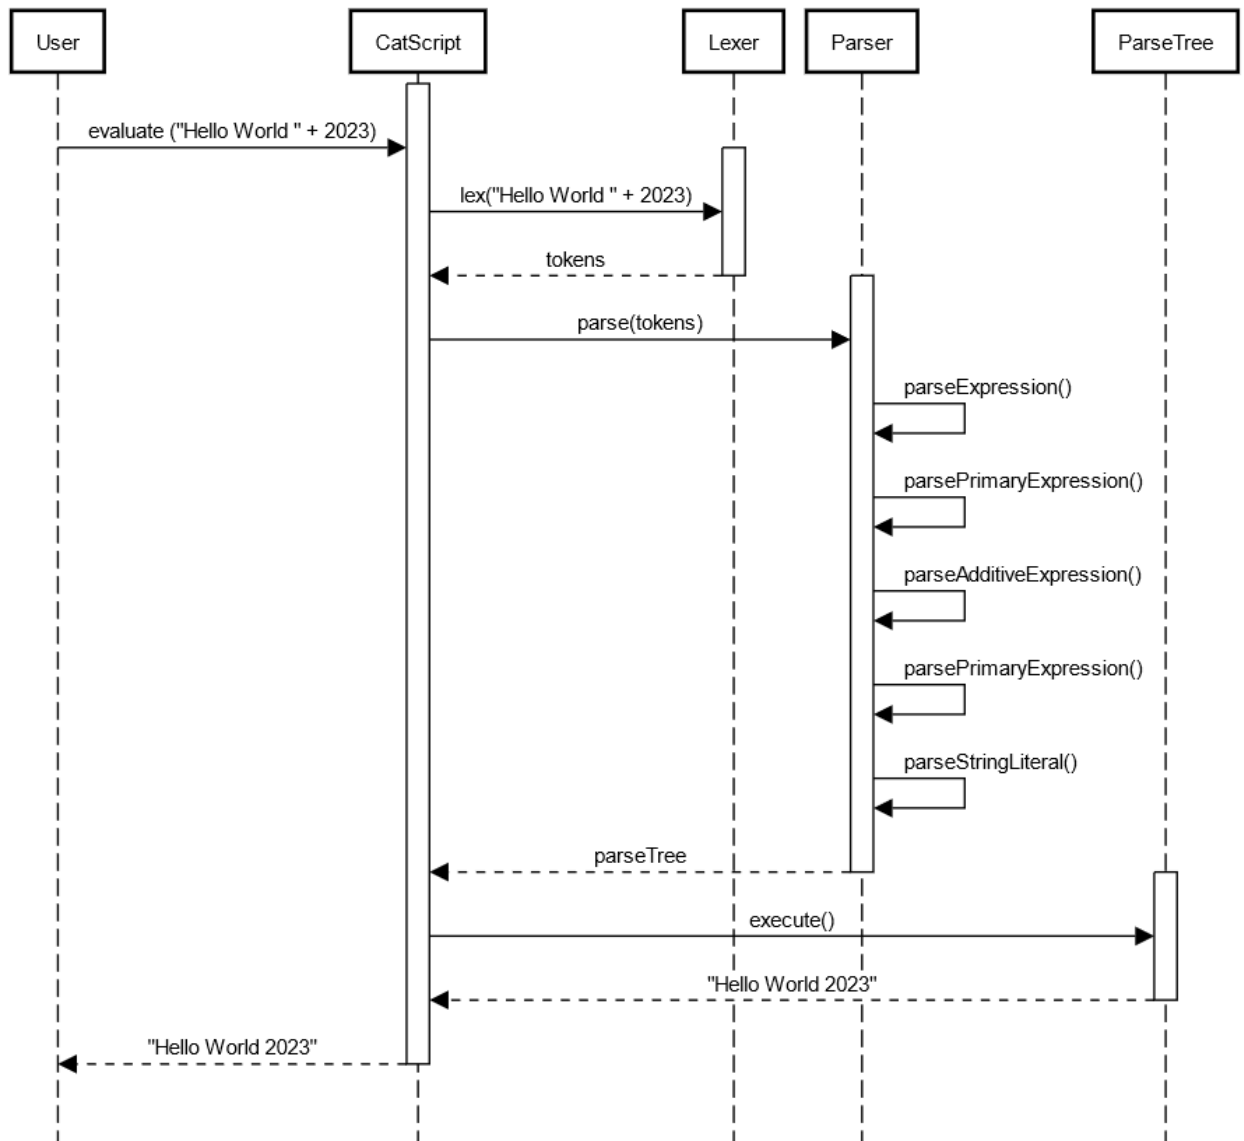 User
CatScript
Lexer
Parser
ParseTree
evaluate ("Hello World " + 2023)
lex("Hello World " + 2023)
tokens
parse(tokens)
parseExpression()
parsePrimaryExpression()
parseAdditiveExpression()
parsePrimaryExpression()
parseStringLiteral()
parseTree
execute()
"Hello World 2023"
"Hello World 2023"